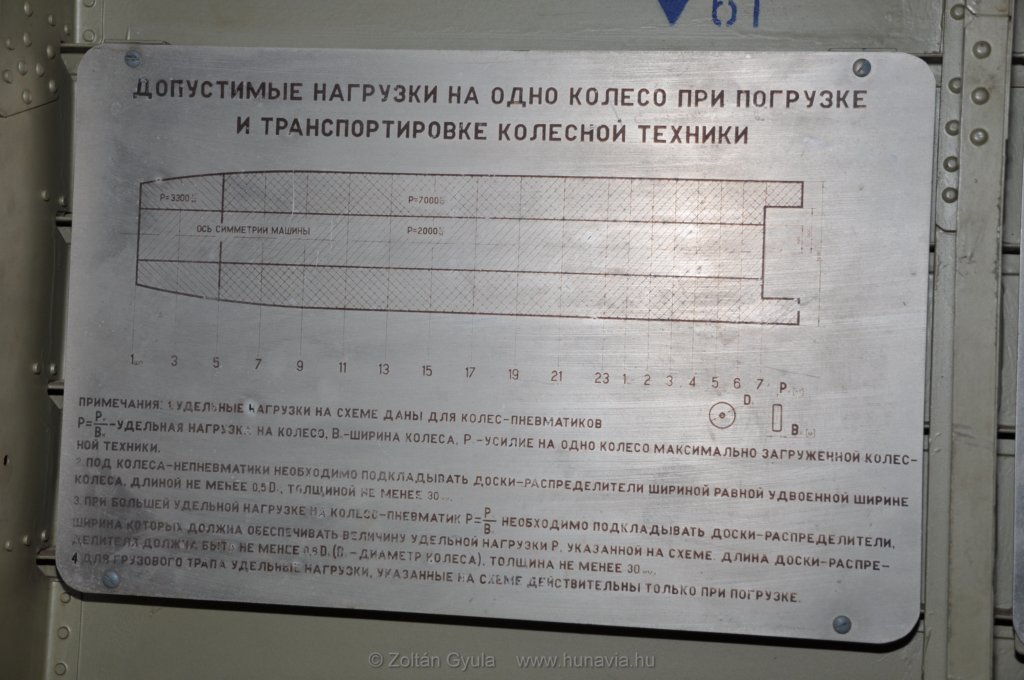 61
ДОПУСТИМЫЕ НАГРУЗКИ НА ОДНО КОЛЕСО ПРИ ПОГРУЗКЕ
И ТРАНСПОРТИРОВКЕ КОЛЕСНОЙ ТЕХНИКИ
P=3300 P=7000
ОСЬ СИММЕТРИИ МАШИНЫ P=2000
1 3 5 7 9 11 13 15 17 19 21 23 1 2 3 4 5 6 7 P
D B
ПРИМЕЧАНИЯ: 1. УДЕЛЬНЫЕ НАГРУЗКИ НА СХЕМЕ ДАНЫ ДЛЯ КОЛЕС-ПНЕВМАТИКОВ
P=P/B-УДЕЛЬНАЯ НАГРУЗКА НА КОЛЕСО, B-ШИРИНА КОЛЕСА, P-УСИЛИЕ НА ОДНО КОЛЕСО МАКСИМАЛЬНО ЗАГРУЖЕННОЙ КОЛЕС-
НОЙ ТЕХНИКИ.
2. ПОД КОЛЕСА-НЕПНЕВМАТИКИ НЕОБХОДИМО ПОДКЛАДЫВАТЬ ДОСКИ-РАСПРЕДЕЛИТЕЛИ ШИРИНОЙ РАВНОЙ УДВОЕННОЙ ШИРИНЕ
КОЛЕСА, ДЛИНОЙ НЕ МЕНЕЕ 0,5D, ТОЛЩИНОЙ НЕ МЕНЕЕ 30
3. ПРИ БОЛЬШЕЙ УДЕЛЬНОЙ НАГРУЗКЕ НА КОЛЕСО-ПНЕВМАТИК P=P/B НЕОБХОДИМО ПОДКЛАДЫВАТЬ ДОСКИ-РАСПРЕДЕЛИТЕЛИ,
ШИРИНА КОТОРЫХ ДОЛЖНА ОБЕСПЕЧИВАТЬ ВЕЛИЧИНУ УДЕЛЬНОЙ НАГРУЗКИ P, УКАЗАННОЙ НА СХЕМЕ. ДЛИНА ДОСКИ-РАСПРЕ-
ДЕЛИТЕЛЯ ДОЛЖНА БЫТЬ НЕ МЕНЕЕ 0,8D (D-ДИАМЕТР КОЛЕСА), ТОЛЩИНА НЕ МЕНЕЕ 30
4. ДЛЯ ГРУЗОВОГО ТРАПА УДЕЛЬНЫЕ НАГРУЗКИ, УКАЗАННЫЕ НА СХЕМЕ ДЕЙСТВИТЕЛЬНЫ ТОЛЬКО ПРИ ПОГРУЗКЕ.
© Zoltán Gyula www.hunavia.hu